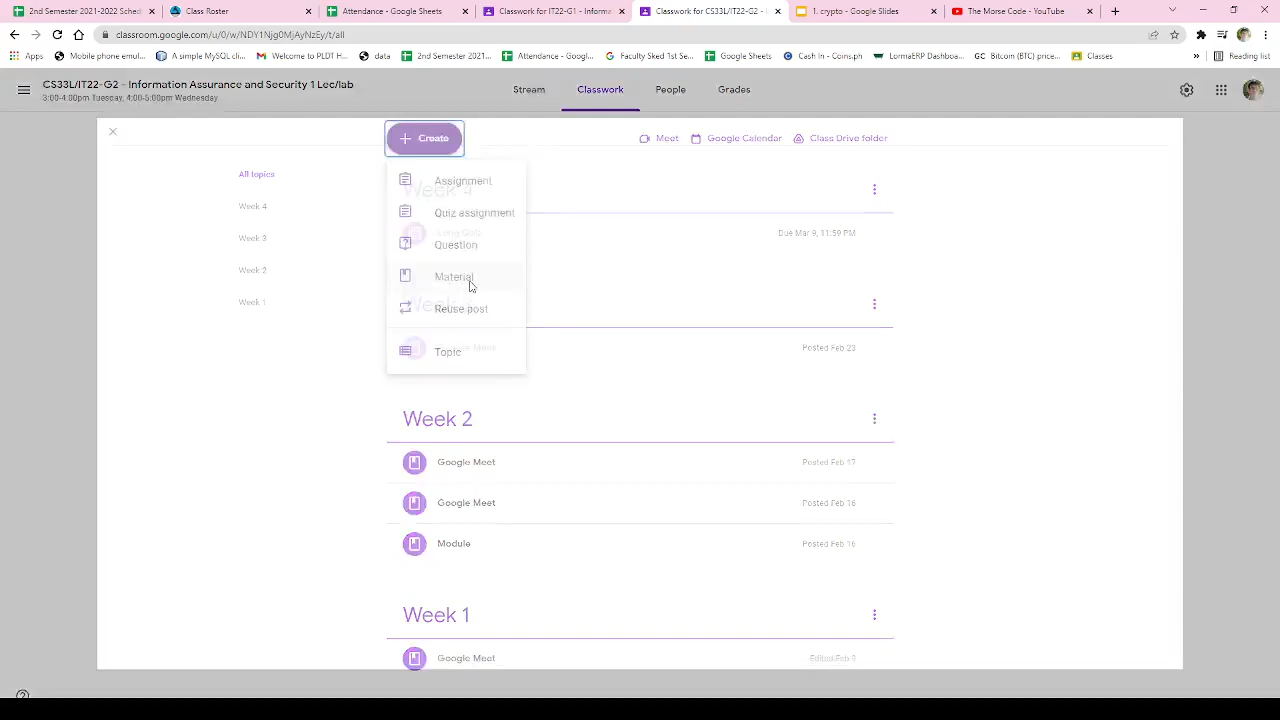 2nd Semester 2021-2022 Sched
Class Roster
Attendance - Google Sheets
Classwork for IT22-G1 - Informa
Classwork for CS33L/IT22-G2 -
1. crypto - Google Slides
The Morse Code - YouTube
classroom.google.com/u/0/w/NDY1Njg0MjAyNzEy/t/all
Apps
Mobile phone emul...
A simple MySQL cli...
Welcome to PLDT H...
data
2nd Semester 2021...
Attendance - Googl...
Faculty Sked 1st Se...
Google Sheets
Cash In - Coins.ph
LormaERP Dashboa...
Bitcoin (BTC) price...
Classes
Reading list
CS33L/IT22-G2 - Information Assurance and Security 1 Lec/lab
3:00-4:00pm Tuesday, 4:00-5:00pm Wednesday
Stream
Classwork
People
Grades
Create
Meet
Google Calendar
Class Drive folder
All topics
Week 4
Week 3
Week 2
Week 1
Assignment
Quiz assignment
Question
Material
Reuse post
Topic
Week 4
Due Mar 9, 11:59 PM
Posted Feb 23
Week 2
Google Meet
Posted Feb 17
Google Meet
Posted Feb 16
Module
Posted Feb 16
Week 1
Google Meet
Edited Feb 9